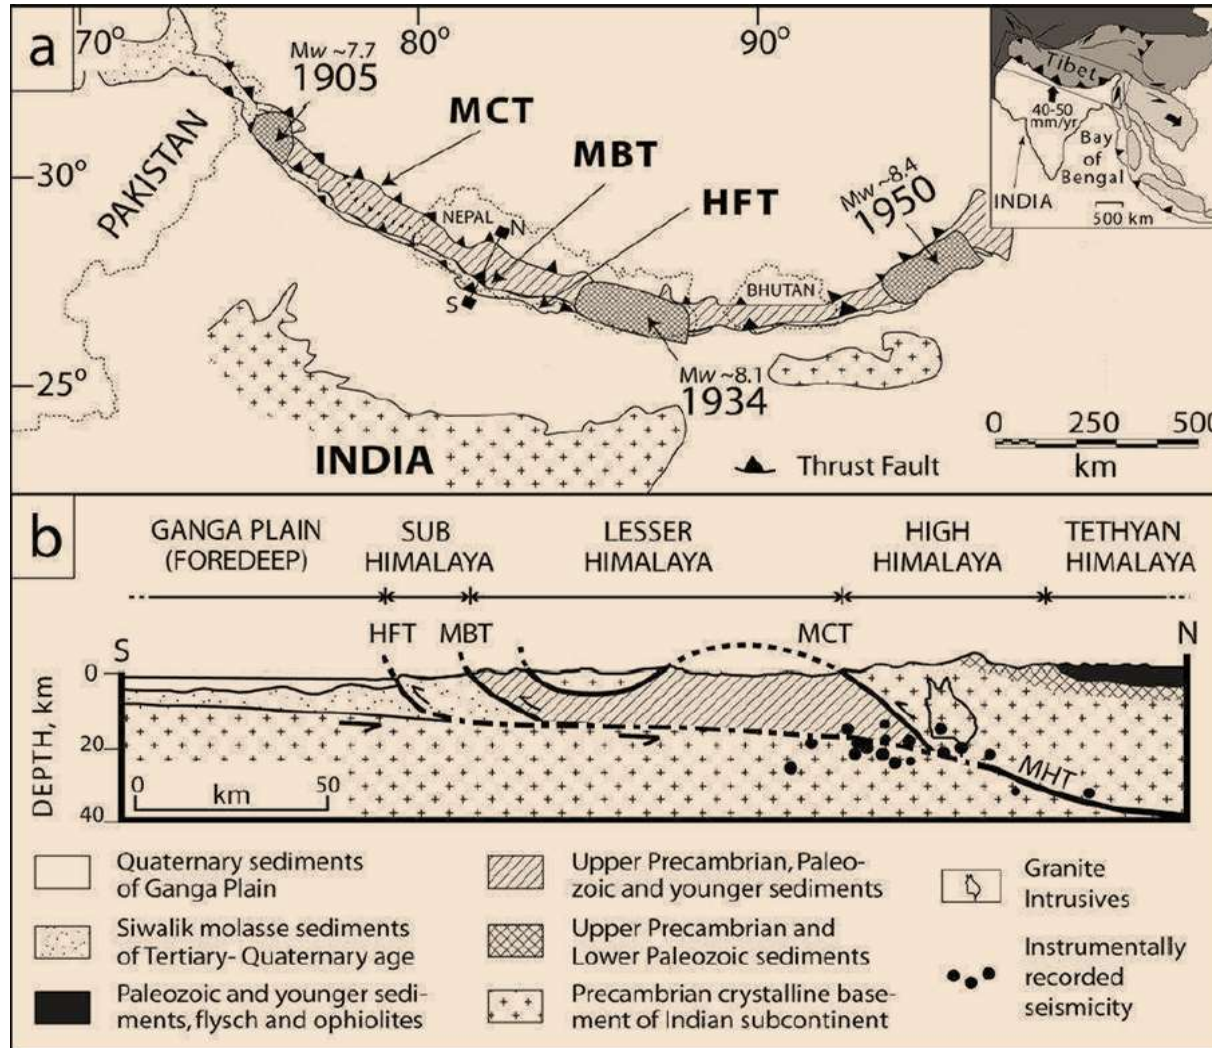 a
70°
80°
90°
Mw ~7.7
1905
MCT
MBT
HFT
Mw ~8.4
1950
Tibet
40-50
mm/yr
Bay
of
Bengal
INDIA
500 km
PAKISTAN
30°
NEPAL
N
S
BHUTAN
25°
Mw ~8.1
1934
INDIA
Thrust Fault
0 250 500
km
b
GANGA PLAIN
(FOREDEEP)
SUB
HIMALAYA
LESSER
HIMALAYA
HIGH
HIMALAYA
TETHYAN
HIMALAYA
HFT MBT MCT
S
N
DEPTH, km
0
20
40
0 50
km
MHT
Quaternary sediments
of Ganga Plain
Siwalik molasse sediments
of Tertiary- Quaternary age
Paleozoic and younger sedi-
ments, flysch and ophiolites
Upper Precambrian, Paleo-
zoic and younger sediments
Upper Precambrian and
Lower Paleozoic sediments
Precambrian crystalline base-
ment of Indian subcontinent
Granite
Intrusives
Instrumentally
recorded
seismicity